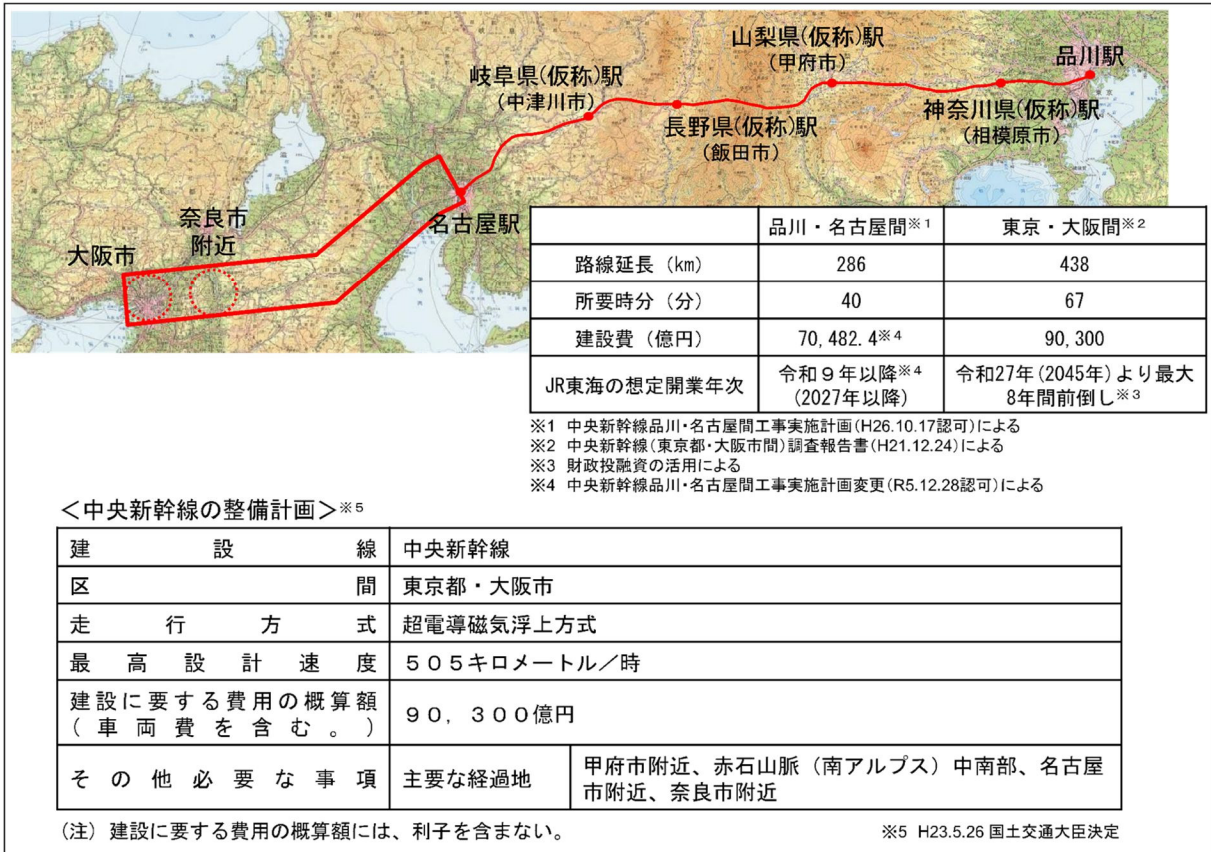 山梨県(仮称)駅
(甲府市)
品川駅
岐阜県(仮称)駅
(中津川市)
東京
長野県(仮称)駅
(飯田市)
神奈川県(仮称)駅
(相模原市)
奈良市
附近
名古屋駅
大阪市
品川・名古屋間※1 東京・大阪間※2
路線延長（km） 286 438
所要時分（分） 40 67
建設費（億円） 70,482.4※4 90,300
JR東海の想定開業年次 令和９年以降※4 令和27年(2045年)より最大
(2027年以降) 8年間前倒し※3
※1 中央新幹線品川・名古屋間工事実施計画(H26.10.17認可)による
※2 中央新幹線(東京都・大阪市間)調査報告書(H21.12.24)による
※3 財政投融資の活用による
※4 中央新幹線品川・名古屋間工事実施計画変更(R5.12.28認可)による
＜中央新幹線の整備計画＞※5
建設線 中央新幹線
区間 東京都・大阪市
走行方式 超電導磁気浮上方式
最高設計速度 ５０５キロメートル／時
建設に要する費用の概算額
（車両費を含む。） ９０，３００億円
その他必要な事項 主要な経過地 甲府市附近、赤石山脈（南アルプス）中南部、名古屋
市附近、奈良市附近
(注) 建設に要する費用の概算額には、利子を含まない。
※5 H23.5.26 国土交通大臣決定